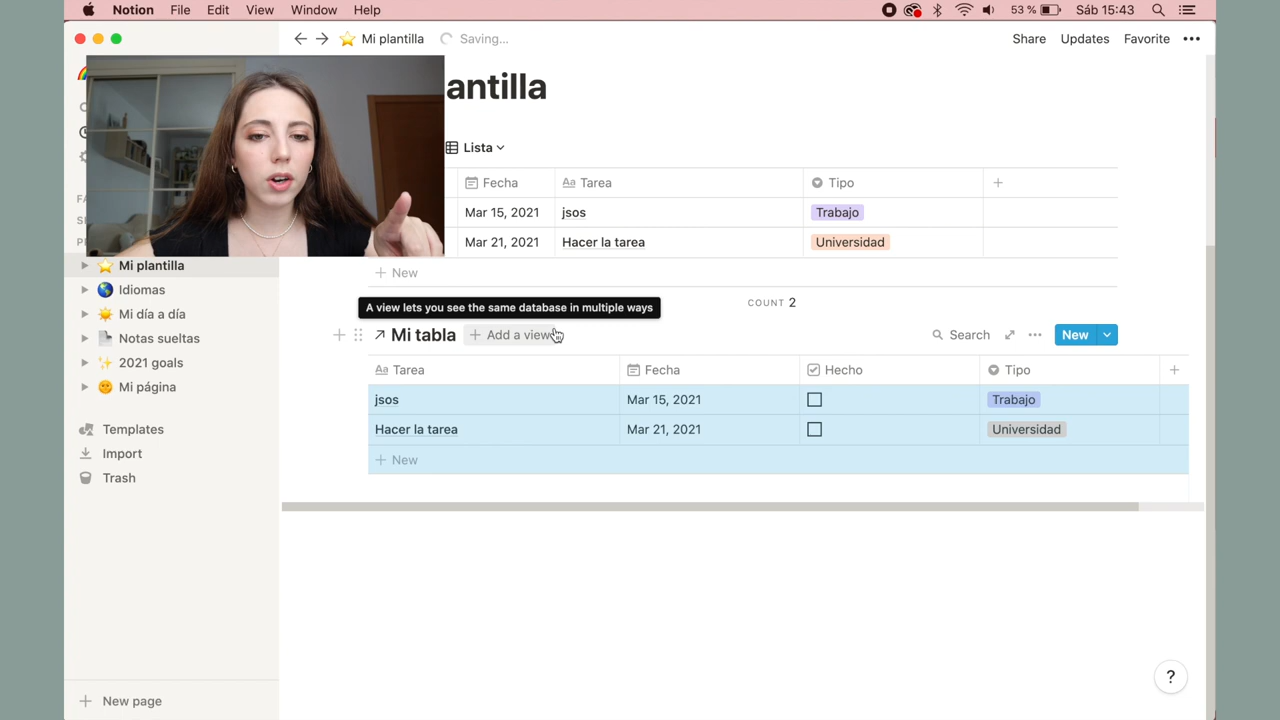 Notion File Edit View Window Help 53 % Sáb 15:43
Mi plantilla Saving... Share Updates Favorite
antilla
Lista
Fecha Aa Tarea Tipo
Mar 15, 2021 jsos Trabajo
Mar 21, 2021 Hacer la tarea Universidad
+ New
COUNT 2
A view lets you see the same database in multiple ways
Mi tabla + Add a view Search New
Aa Tarea Fecha Hecho Tipo
jsos Mar 15, 2021 Trabajo
Hacer la tarea Mar 21, 2021 Universidad
+ New
Mi plantilla
Idiomas
Mi día a día
Notas sueltas
2021 goals
Mi página
Templates
Import
Trash
+ New page
?